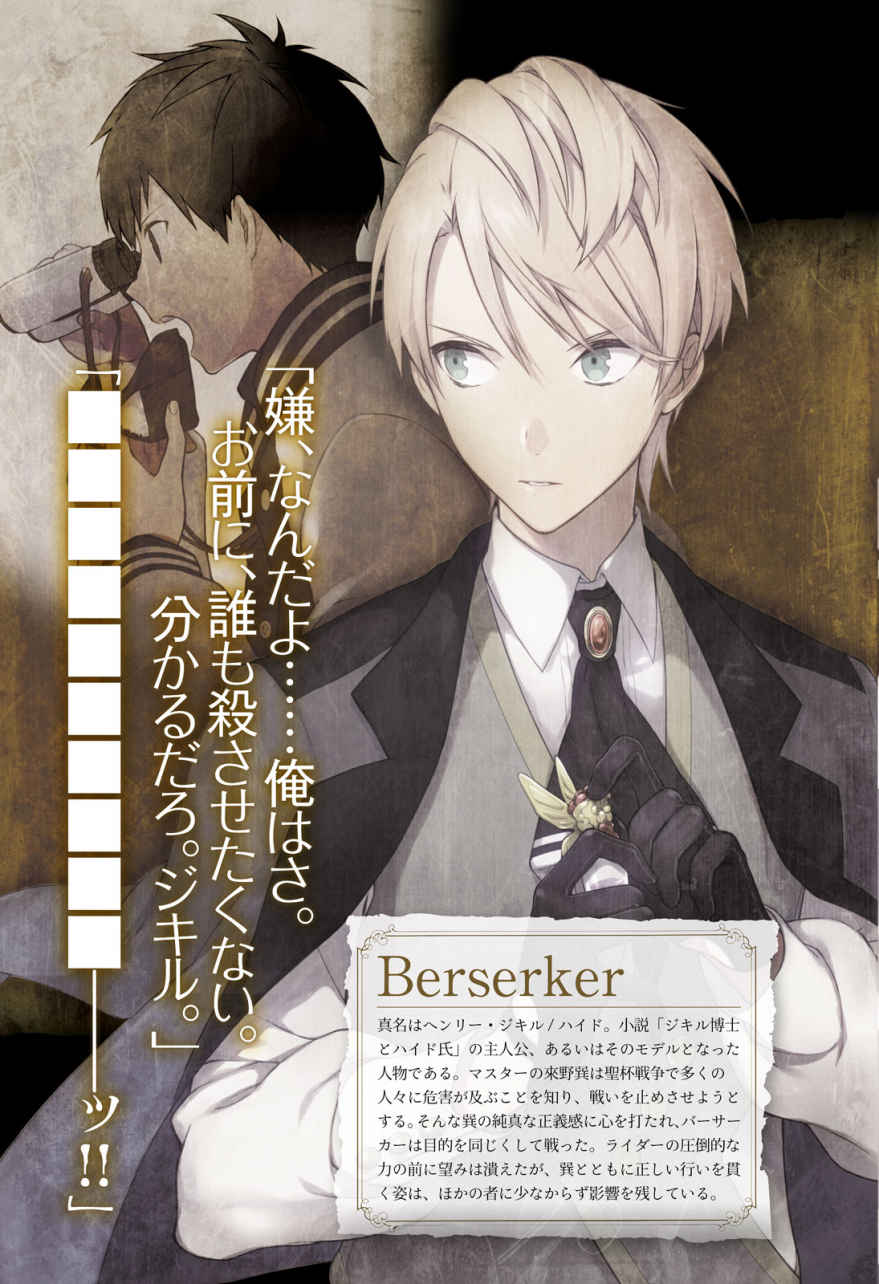 「嫌、なんだよ……俺はさ。
お前に、誰も殺させたくない。
分かるだろ。ジキル。」
『■■■■■■■■■■――ッ!!』
Berserker
真名はヘンリー・ジキル/ハイド。小説「ジキル博士
とハイド氏」の主人公、あるいはそのモデルとなった
人物である。マスターの來野巽は聖杯戦争で多くの
人々に危害が及ぶことを知り、戦いを止めさせようと
する。そんな巽の純真な正義感に心を打たれ、バーサー
カーは目的を同じくして戦った。ライダーの圧倒的な
力の前に望みは潰えたが、巽とともに正しい行いを貫
く姿は、ほかの者に少なからず影響を残している。